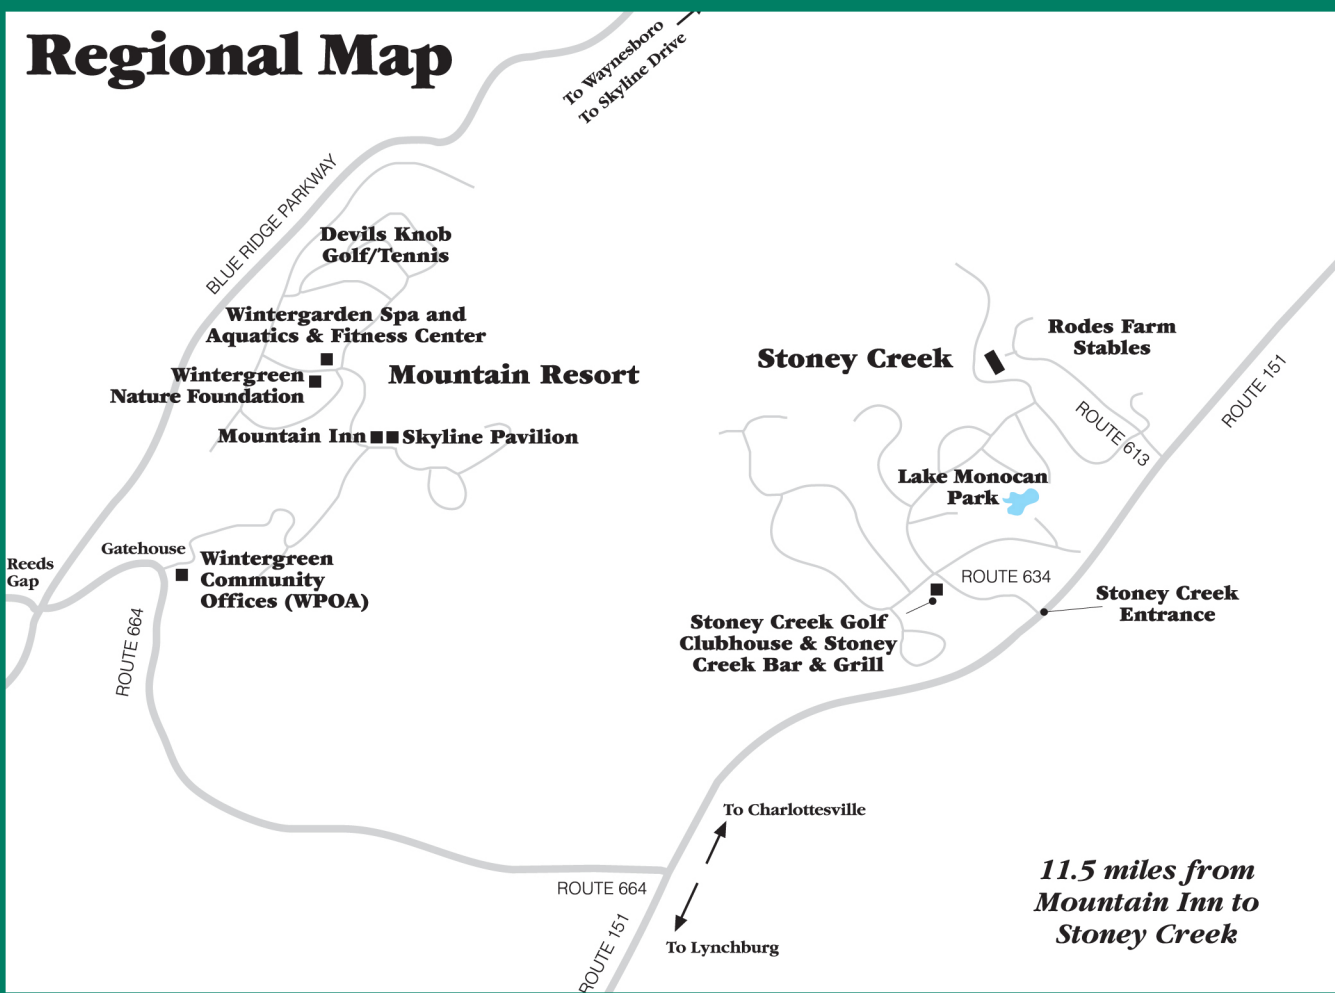 Regional Map
To Waynesboro
To Skyline Drive
BLUE RIDGE PARKWAY
Devils Knob
Golf/Tennis
Wintergarden Spa and
Aquatics & Fitness Center
Wintergreen
Nature Foundation
Mountain Resort
Mountain Inn
Skyline Pavilion
Stoney Creek
Rodes Farm
Stables
ROUTE 151
ROUTE 613
Lake Monocan
Park
Gatehouse
Reeds
Gap
Wintergreen
Community
Offices (WPOA)
ROUTE 664
ROUTE 634
Stoney Creek
Entrance
Stoney Creek Golf
Clubhouse & Stoney
Creek Bar & Grill
To Charlottesville
ROUTE 664
ROUTE 151
To Lynchburg
11.5 miles from
Mountain Inn to
Stoney Creek